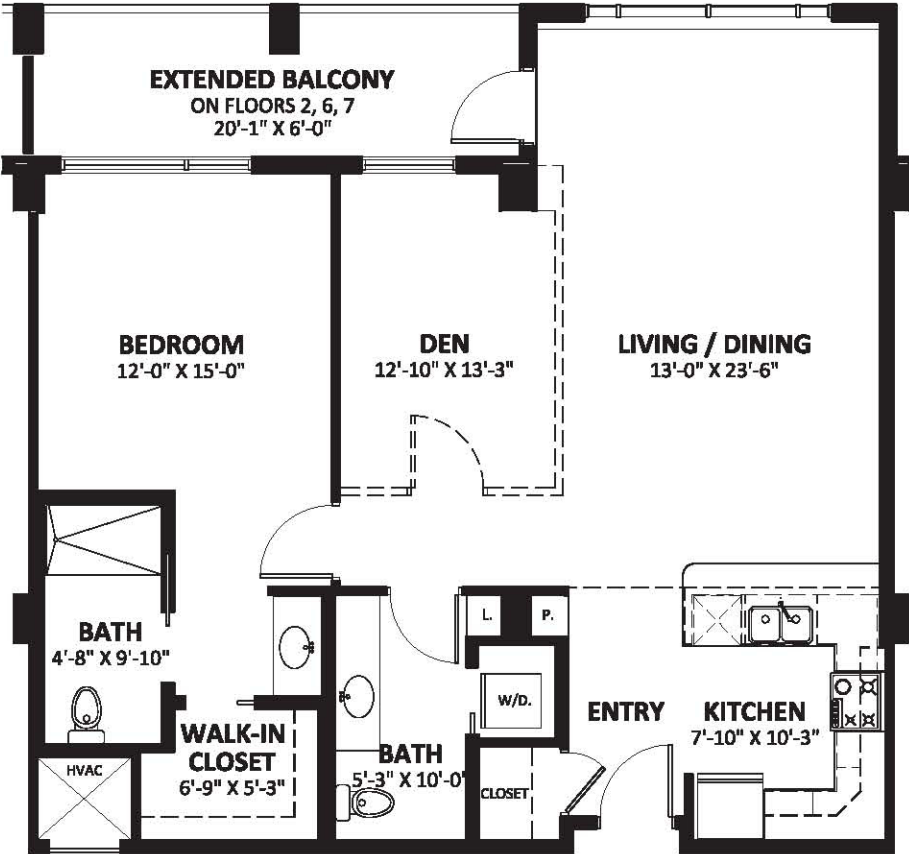 EXTENDED BALCONY
ON FLOORS 2, 6, 7
20'-1" X 6'-0"
BEDROOM
12'-0" X 15'-0"
DEN
12'-10" X 13'-3"
LIVING / DINING
13'-0" X 23'-6"
BATH
4'-8" X 9'-10"
L.
P.
W/D.
ENTRY
KITCHEN
7'-10" X 10'-3"
WALK-IN
CLOSET
6'-9" X 5'-3"
BATH
5'-3" X 10'-0
HVAC
CLOSET